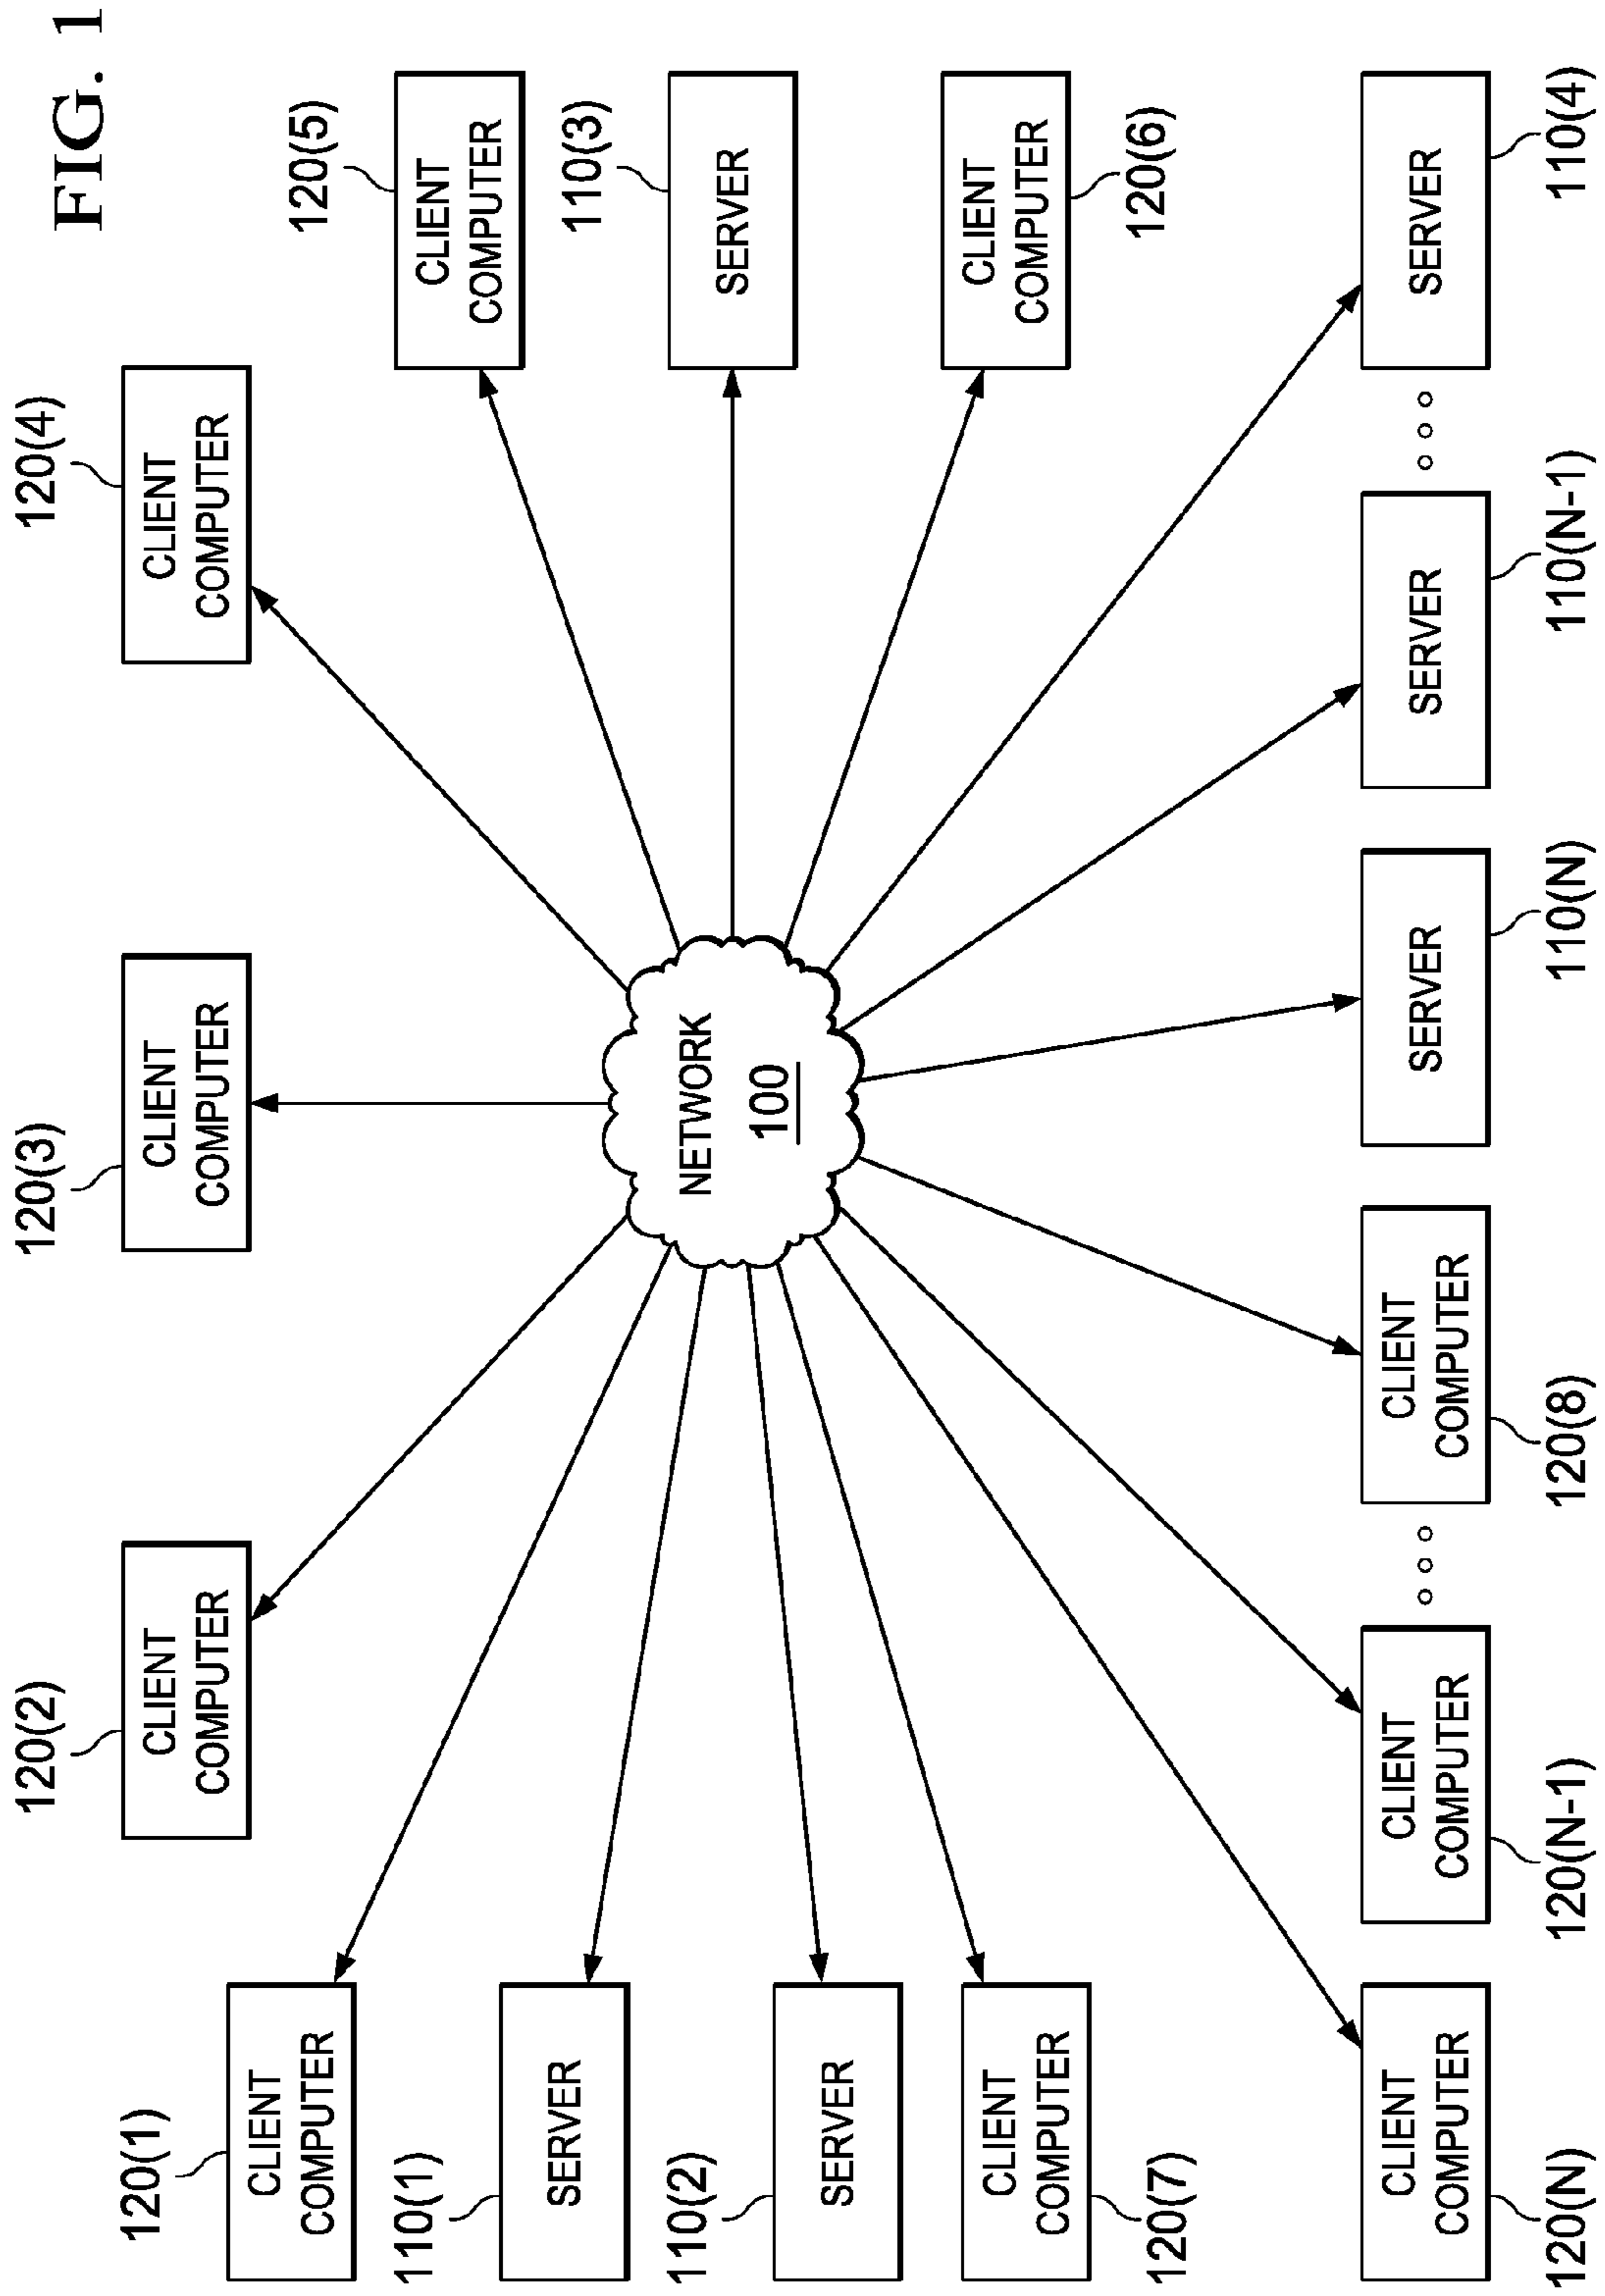 FIG. 1
120(2)
CLIENT
COMPUTER
120(3)
CLIENT
COMPUTER
120(4)
CLIENT
COMPUTER
120(1)
CLIENT
COMPUTER
120(5)
CLIENT
COMPUTER
110(1)
SERVER
110(3)
SERVER
NETWORK
100
110(2)
SERVER
CLIENT
COMPUTER
120(6)
CLIENT
COMPUTER
120(7)
CLIENT
COMPUTER
120(N)
CLIENT
COMPUTER
120(N-1)
CLIENT
COMPUTER
120(8)
SERVER
110(N)
SERVER
110(N-1)
SERVER
110(4)